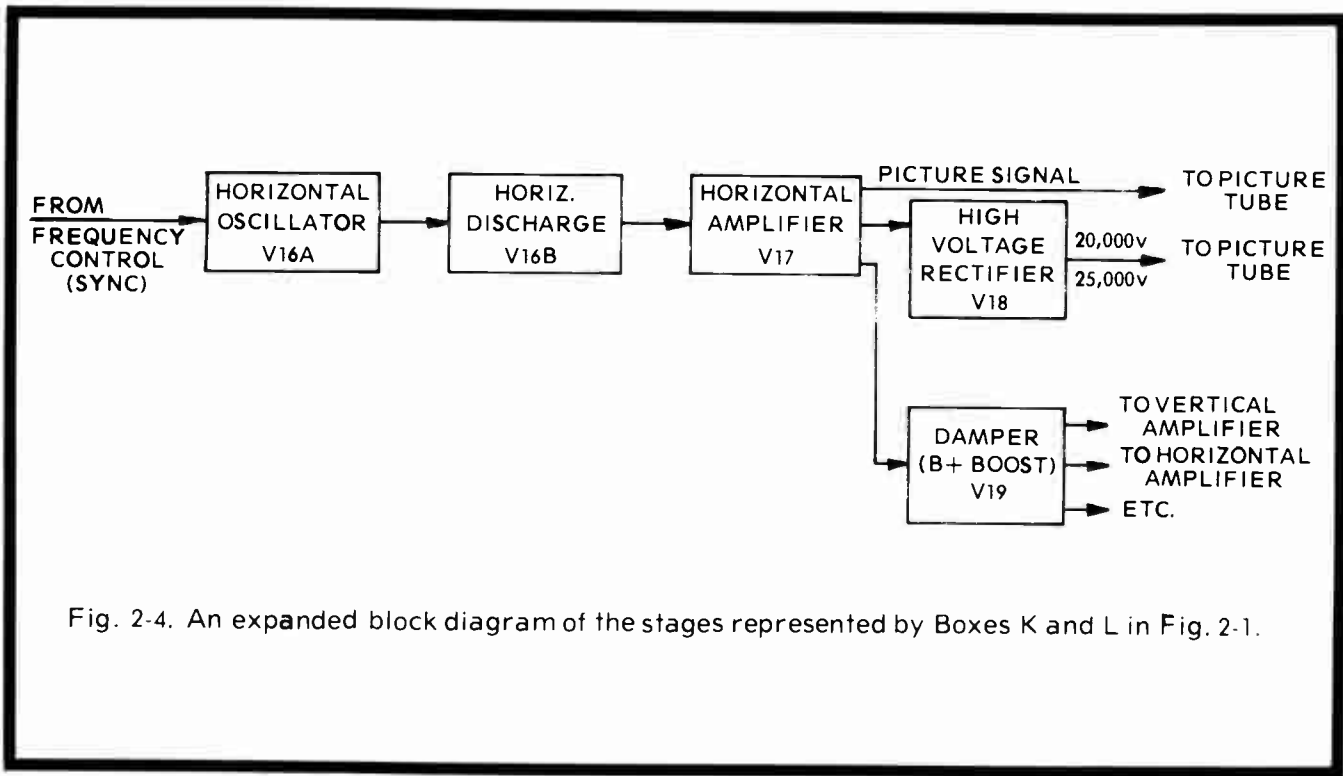 FROM
FREQUENCY
CONTROL
(SYNC)
HORIZONTAL
OSCILLATOR
V16A
HORIZ.
DISCHARGE
V16B
HORIZONTAL
AMPLIFIER
V17
PICTURE SIGNAL
TO PICTURE
TUBE
HIGH
VOLTAGE
RECTIFIER
V18
20,000v
25,000v
TO PICTURE
TUBE
DAMPER
(B+ BOOST)
V19
TO VERTICAL
AMPLIFIER
TO HORIZONTAL
AMPLIFIER
ETC.
Fig. 2-4. An expanded block diagram of the stages represented by Boxes K and L in Fig. 2-1.